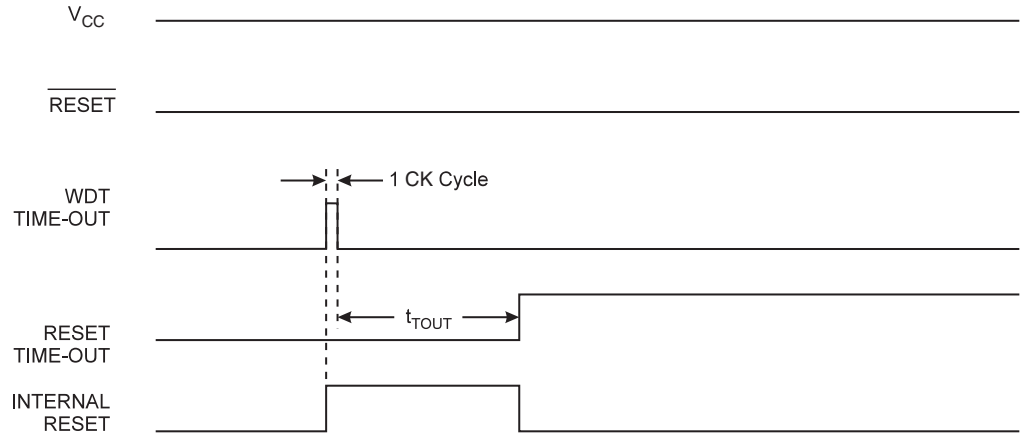 VCC
RESET
WDT
TIME-OUT
1 CK Cycle
RESET
TIME-OUT
tTOUT
INTERNAL
RESET